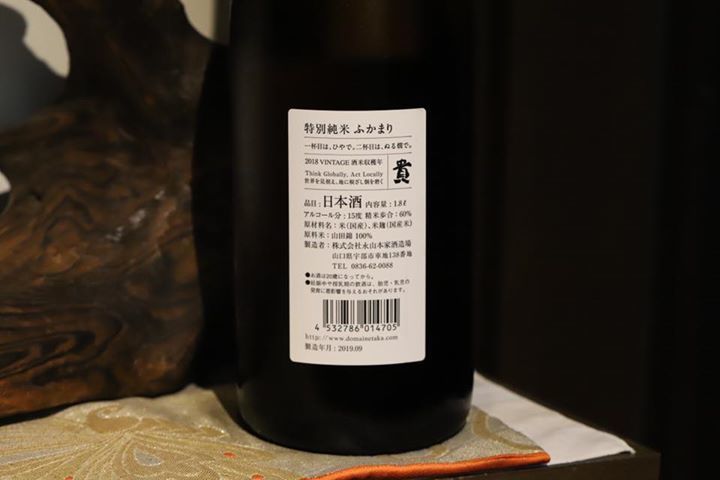 特別純米 ふかまり
一杯目は、ひやで。二杯目は、ぬる燗で。
2018 VINTAGE 酒米収穫年
Think Globally, Act Locally
世界を見据え、地に根ざし個を磨く
貴
品目：日本酒 内容量：1.8ℓ
アルコール分：15度 精米歩合：60%
原材料名：米（国産）、米麹（国産米）
原料米：山田錦 100%
製造者：株式会社永山本家酒造場
山口県宇部市車地138番地
TEL 0836-62-0088
●お酒は20歳になってから。
●妊娠中や授乳期の飲酒は、胎児・乳児の
発育に悪影響を与えるおそれがあります。
4 532786 014705
http://www.domainetaka.com
製造年月：2019.09